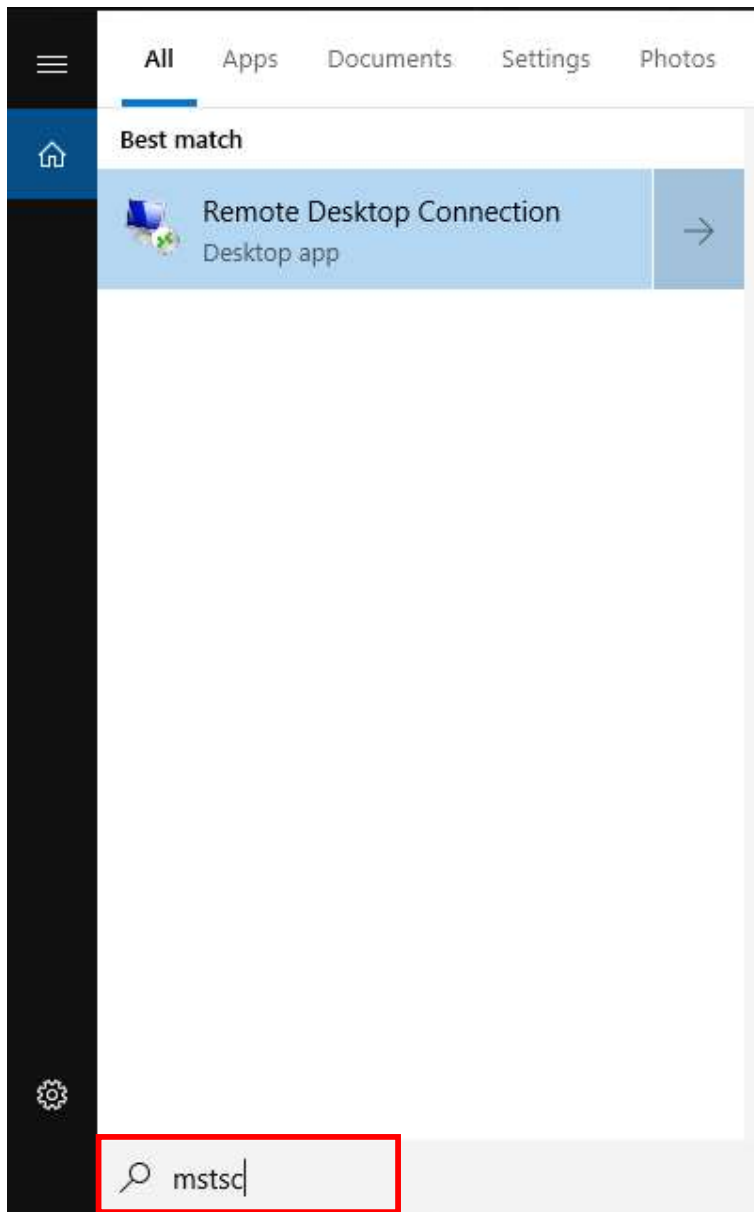 All Apps Documents Settings Photos
Best match
Remote Desktop Connection
Desktop app
mstsc